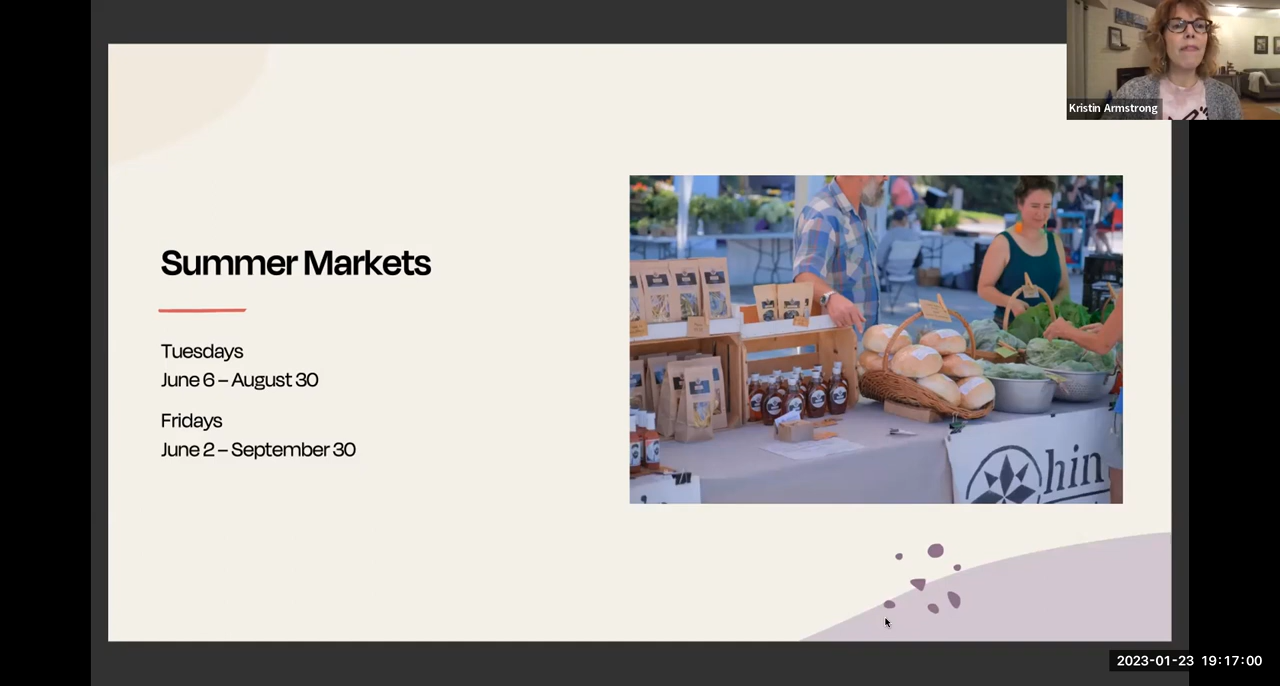 Kristin Armstrong
Summer Markets
Tuesdays
June 6 – August 30
Fridays
June 2 – September 30
hin
2023-01-23 19:17:00